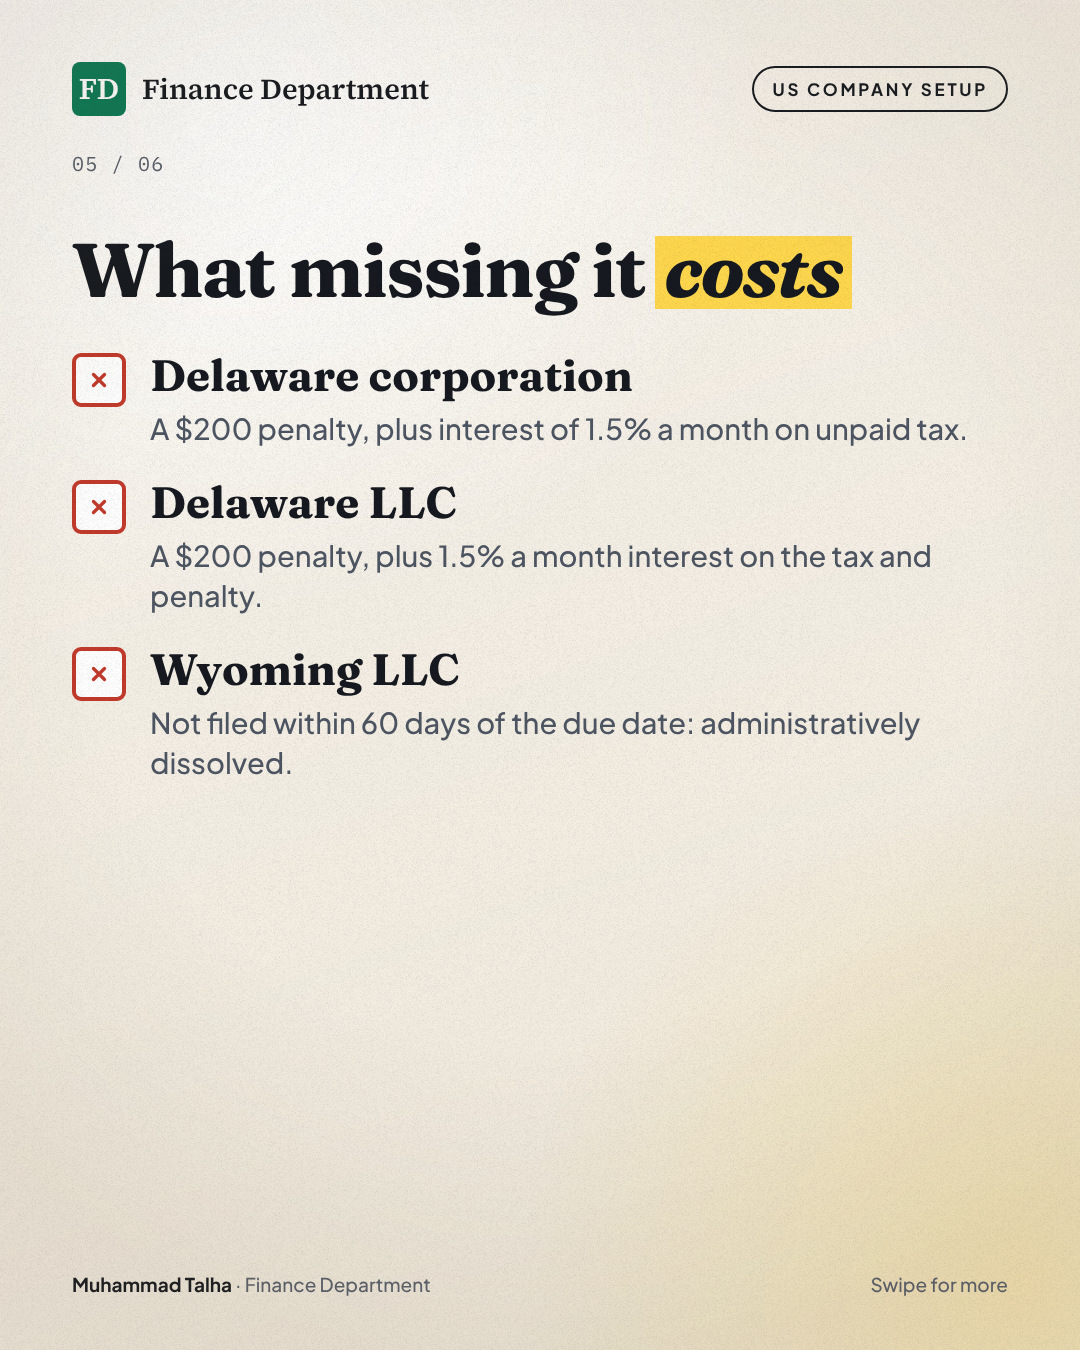 FD Finance Department
US COMPANY SETUP
05 / 06
What missing it costs
Delaware corporation
A $200 penalty, plus interest of 1.5% a month on unpaid tax.
Delaware LLC
A $200 penalty, plus 1.5% a month interest on the tax and
penalty.
Wyoming LLC
Not filed within 60 days of the due date: administratively
dissolved.
Muhammad Talha · Finance Department
Swipe for more